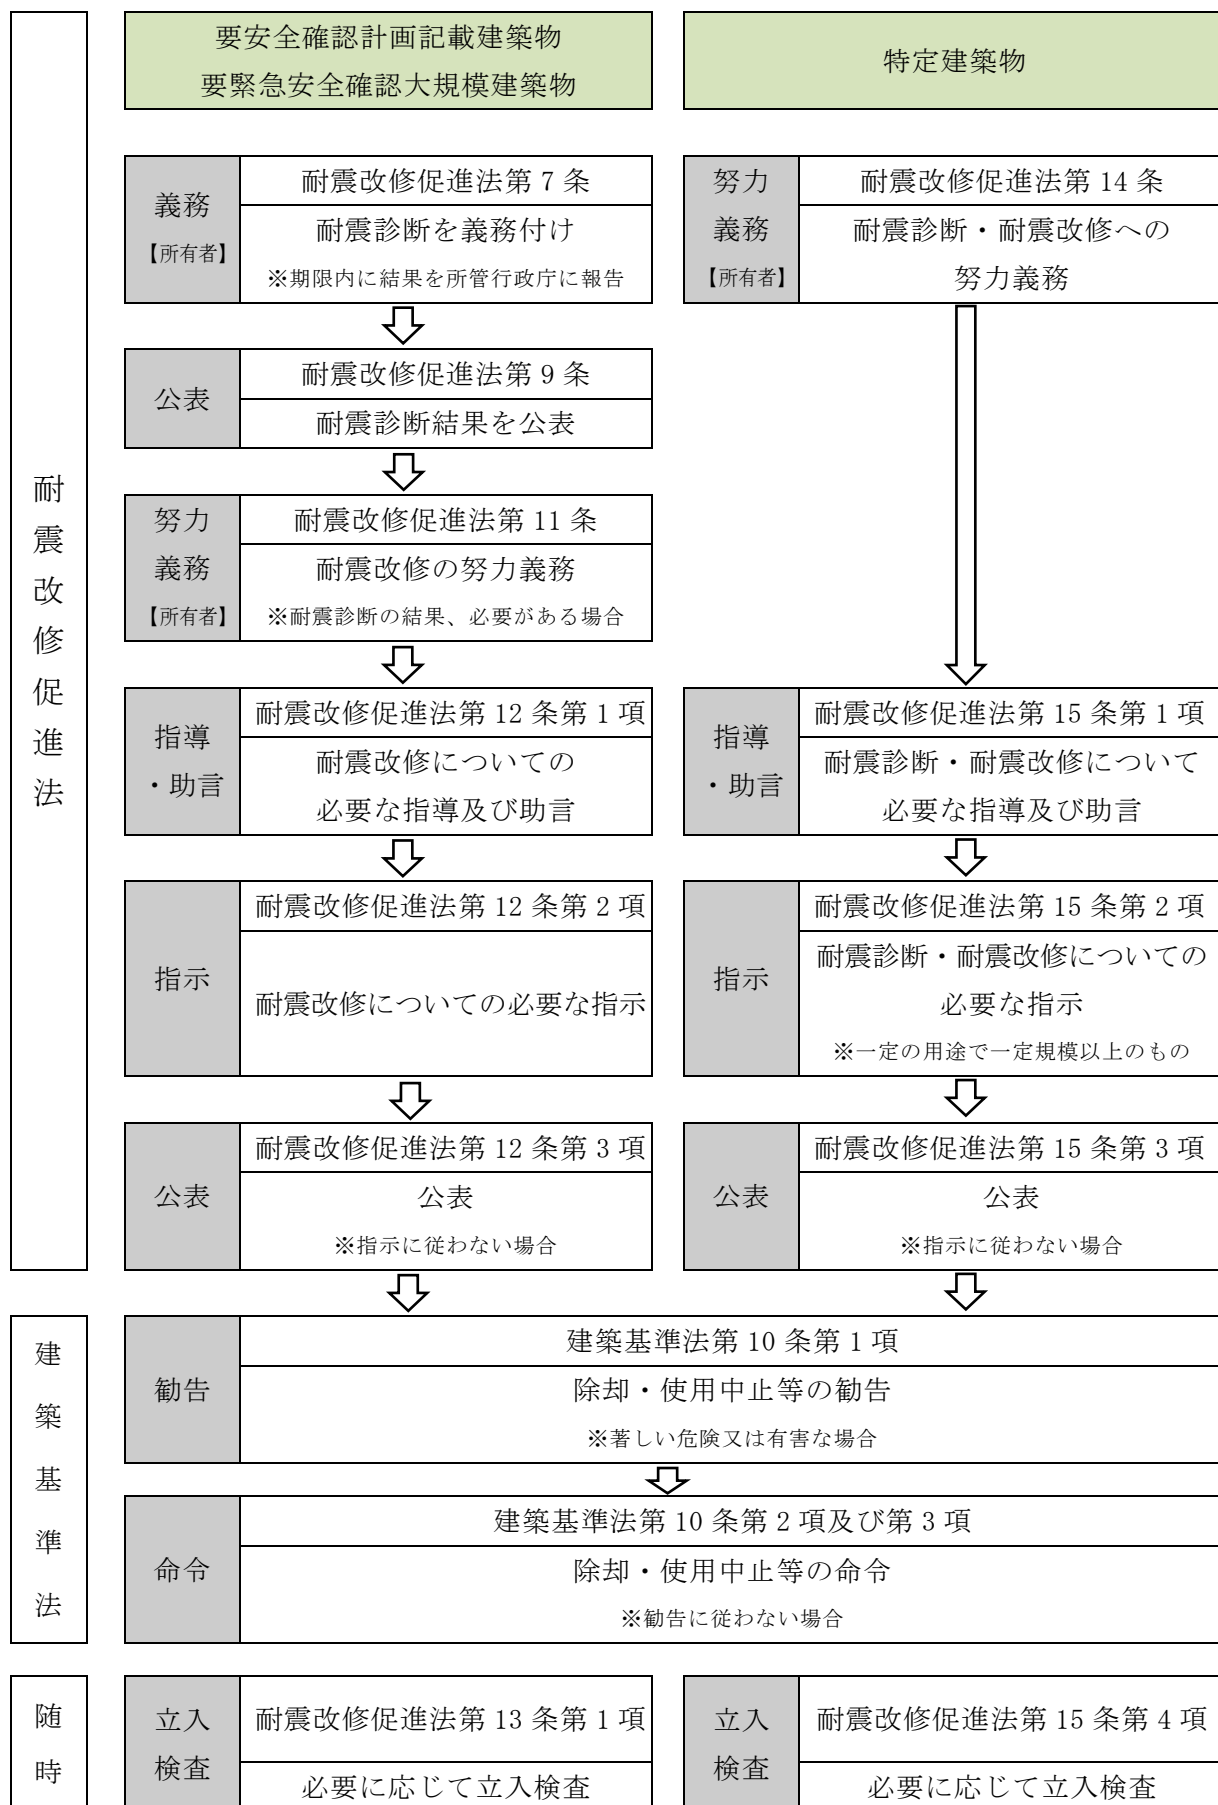 耐震改修促進法
要安全確認計画記載建築物
要緊急安全確認大規模建築物
特定建築物
義務
【所有者】
耐震改修促進法第 7 条
耐震診断を義務付け
※期限内に結果を所管行政庁に報告
努力
義務
【所有者】
耐震改修促進法第 14 条
耐震診断・耐震改修への
努力義務
公表
耐震改修促進法第 9 条
耐震診断結果を公表
努力
義務
【所有者】
耐震改修促進法第 11 条
耐震改修の努力義務
※耐震診断の結果、必要がある場合
指導
・助言
耐震改修促進法第 12 条第 1 項
耐震改修についての
必要な指導及び助言
指導
・助言
耐震改修促進法第 15 条第 1 項
耐震診断・耐震改修について
必要な指導及び助言
指示
耐震改修促進法第 12 条第 2 項
耐震改修についての必要な指示
指示
耐震改修促進法第 15 条第 2 項
耐震診断・耐震改修についての
必要な指示
※一定の用途で一定規模以上のもの
公表
耐震改修促進法第 12 条第 3 項
公表
※指示に従わない場合
公表
耐震改修促進法第 15 条第 3 項
公表
※指示に従わない場合
建築基準法
勧告
建築基準法第 10 条第 1 項
除却・使用中止等の勧告
※著しい危険又は有害な場合
命令
建築基準法第 10 条第 2 項及び第 3 項
除却・使用中止等の命令
※勧告に従わない場合
随時
立入
検査
耐震改修促進法第 13 条第 1 項
必要に応じて立入検査
立入
検査
耐震改修促進法第 15 条第 4 項
必要に応じて立入検査